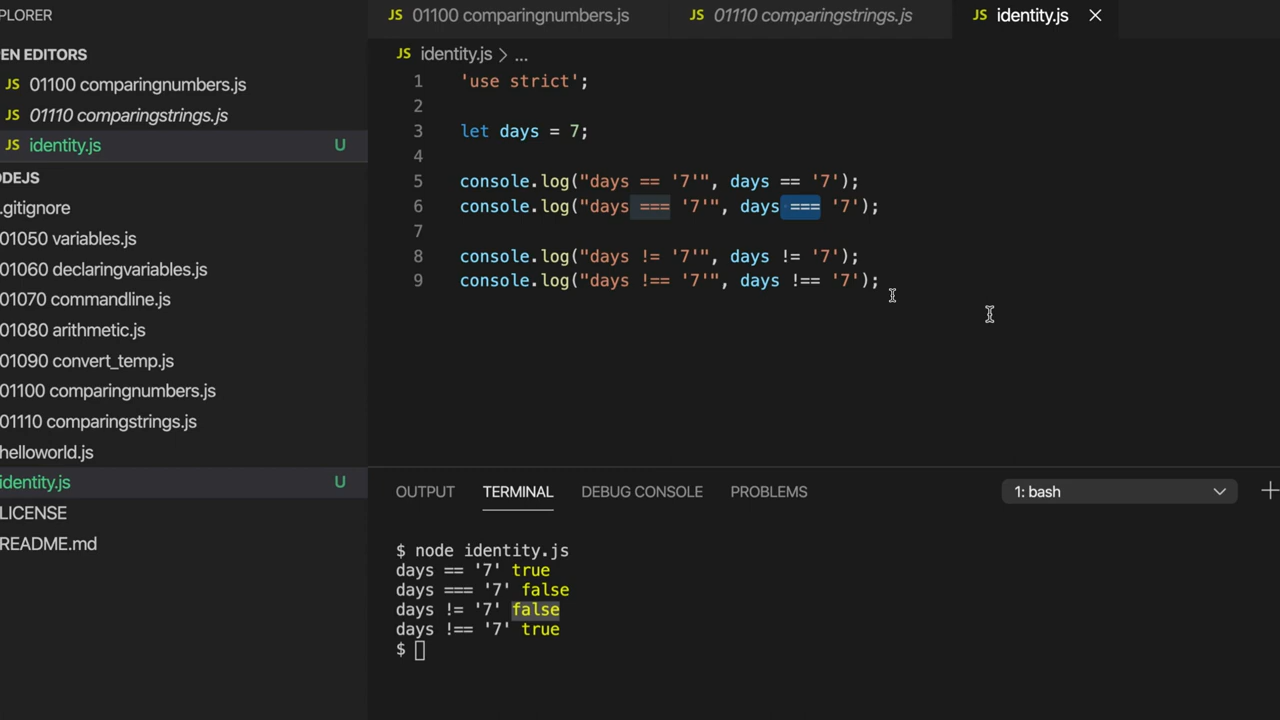 PLORER
EN EDITORS
JS 01100 comparingnumbers.js
JS 01110 comparingstrings.js
JS identity.js U
DEJS
.gitignore
01050 variables.js
01060 declaringvariables.js
01070 commandline.js
01080 arithmetic.js
01090 convert_temp.js
01100 comparingnumbers.js
01110 comparingstrings.js
helloworld.js
identity.js U
LICENSE
README.md
JS 01100 comparingnumbers.js JS 01110 comparingstrings.js JS identity.js ×
JS identity.js > ...
1 'use strict';
2
3 let days = 7;
4
5 console.log("days == '7'", days == '7');
6 console.log("days === '7'", days === '7');
7
8 console.log("days != '7'", days != '7');
9 console.log("days !== '7'", days !== '7');
OUTPUT TERMINAL DEBUG CONSOLE PROBLEMS 1: bash +
$ node identity.js
days == '7' true
days === '7' false
days != '7' false
days !== '7' true
$